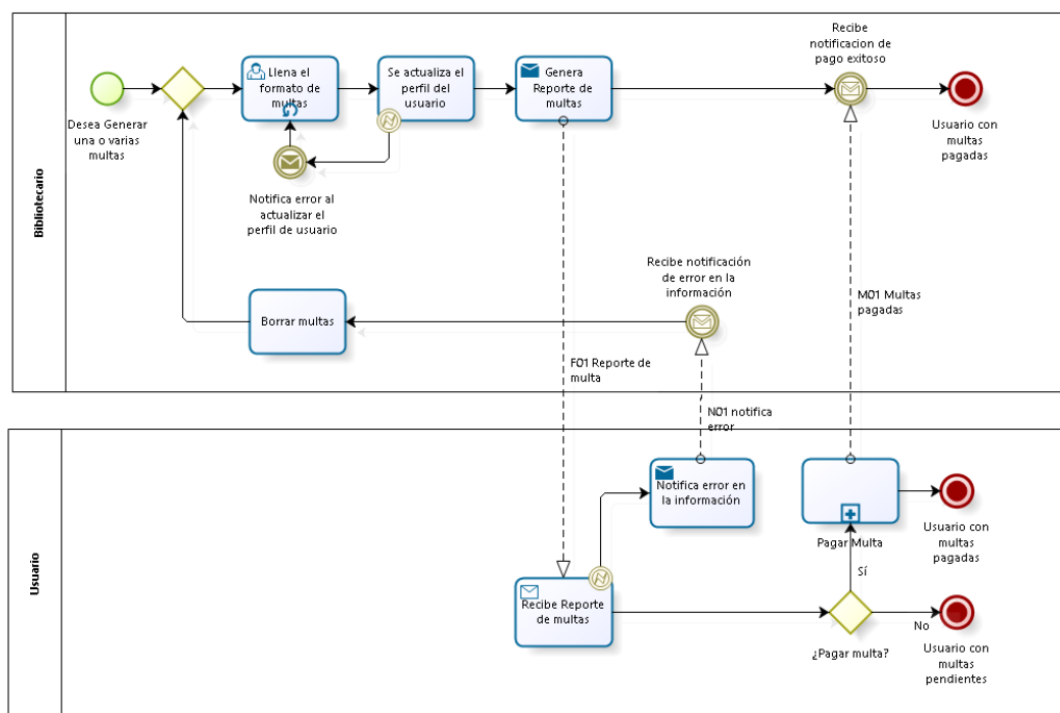 Bibliotecario
Desea Generar
una o varias
multas
Llena el
formato de
multas
Se actualiza el
perfil del
usuario
Genera
Reporte de
multas
Recibe
notificacion de
pago exitoso
Usuario con
multas
pagadas
Notifica error al
actualizar el
perfil de usuario
Recibe notificación
de error en la
información
Borrar multas
F01 Reporte de
multa
N01 notifica
error
M01 Multas
pagadas
Usuario
Notifica error en
la información
Pagar Multa
Usuario con
multas
pagadas
Sí
Recibe Reporte
de multas
¿Pagar multa?
No
Usuario con
multas
pendientes